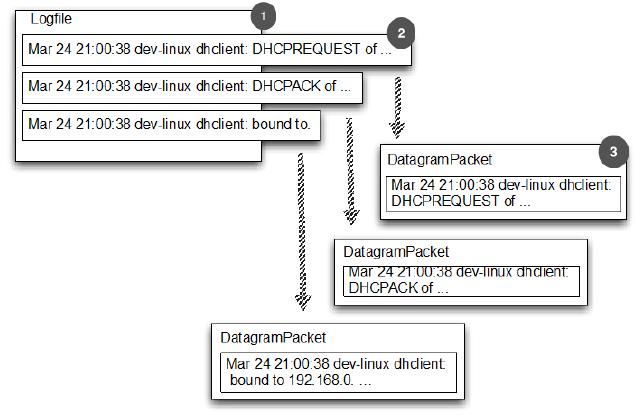 Logfile
1
Mar 24 21:00:38 dev-linux dhclient: DHCPREQUEST of ...
2
Mar 24 21:00:38 dev-linux dhclient: DHCPACK of ...
Mar 24 21:00:38 dev-linux dhclient: bound to.
3
DatagramPacket
Mar 24 21:00:38 dev-linux dhclient:
DHCPREQUEST of ...
DatagramPacket
Mar 24 21:00:38 dev-linux dhclient:
DHCPACK of ...
DatagramPacket
Mar 24 21:00:38 dev-linux dhclient:
bound to 192.168.0. ...